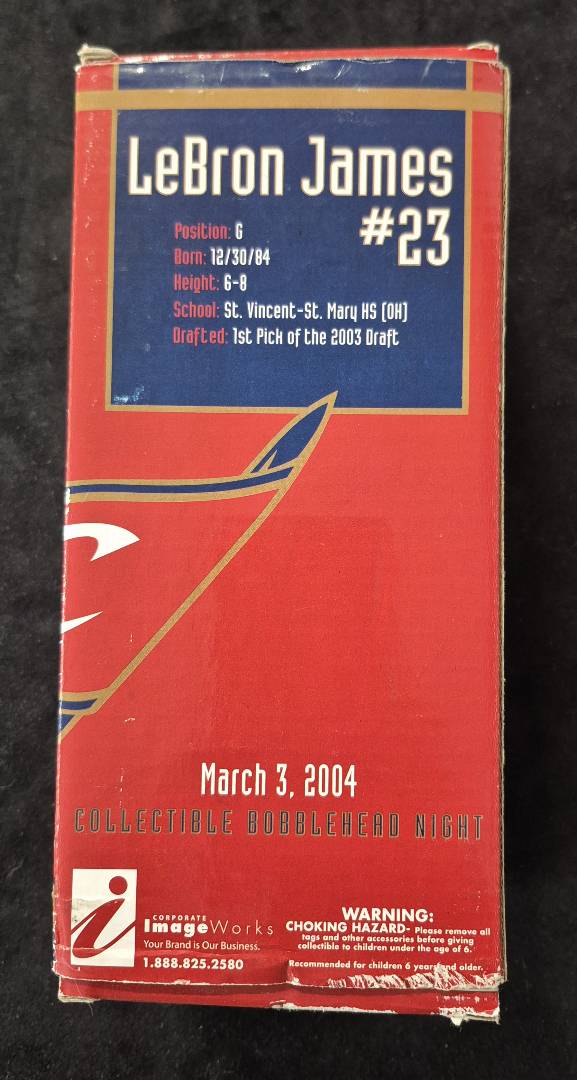 LeBron James
#23
Position: G
Born: 12/30/84
Height: 6-8
School: St. Vincent-St. Mary HS (OH)
Drafted: 1st Pick of the 2003 Draft
C
March 3, 2004
COLLECTIBLE BOBBLEHEAD NIGHT
i
CORPORATE
ImageWorks
Your Brand is Our Business.
1.888.825.2580
WARNING:
CHOKING HAZARD- Please remove all
tags and other accessories before giving
collectible to children under the age of 6.
Recommended for children 6 years and older.